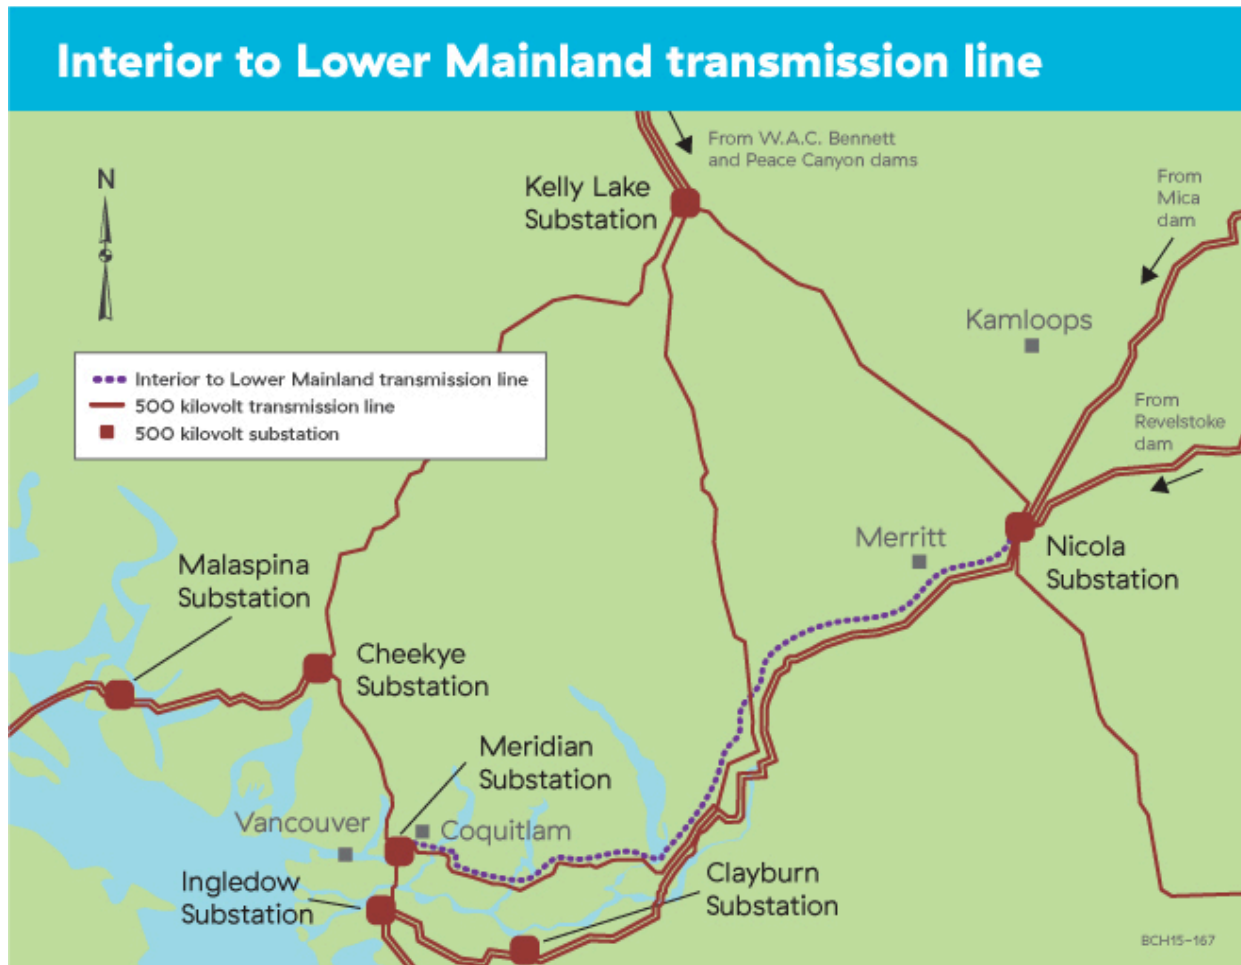 Interior to Lower Mainland transmission line
From W.A.C. Bennett
and Peace Canyon dams
N
Kelly Lake
Substation
From
Mica
dam
Kamloops
Interior to Lower Mainland transmission line
500 kilovolt transmission line
500 kilovolt substation
From
Revelstoke
dam
Merritt
Nicola
Substation
Malaspina
Substation
Cheekye
Substation
Meridian
Substation
Vancouver
Coquitlam
Ingledow
Substation
Clayburn
Substation
BCH15-167